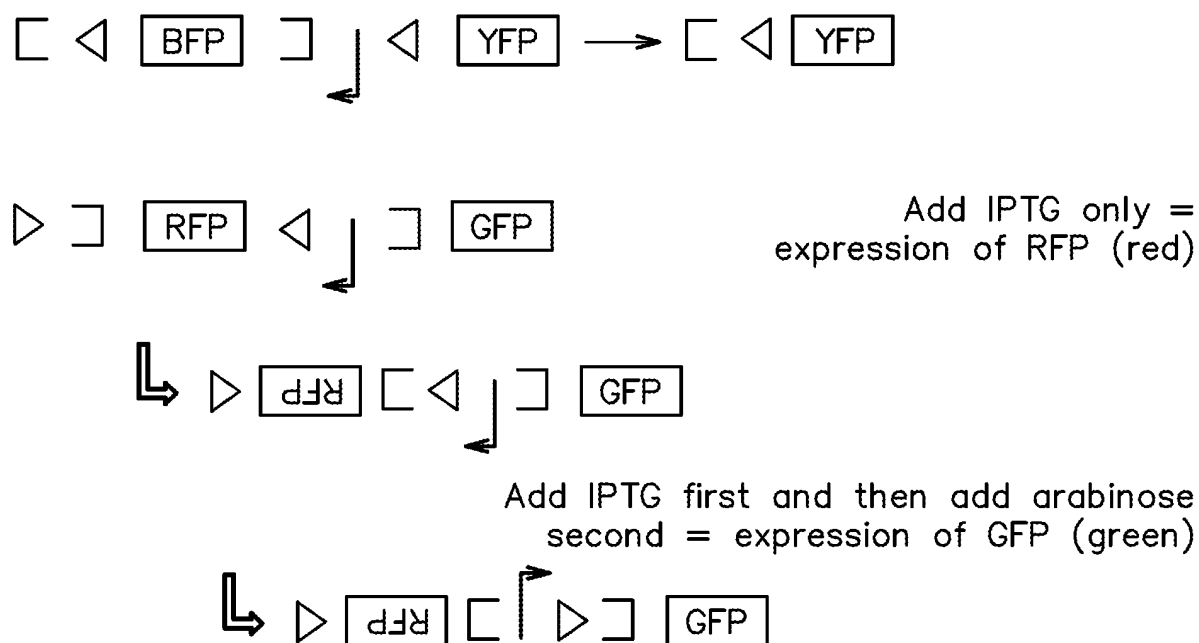 BFP YFP YFP
RFP GFP
Add IPTG only =
expression of RFP (red)
RFP GFP
Add IPTG first and then add arabinose
second = expression of GFP (green)
RFP GFP